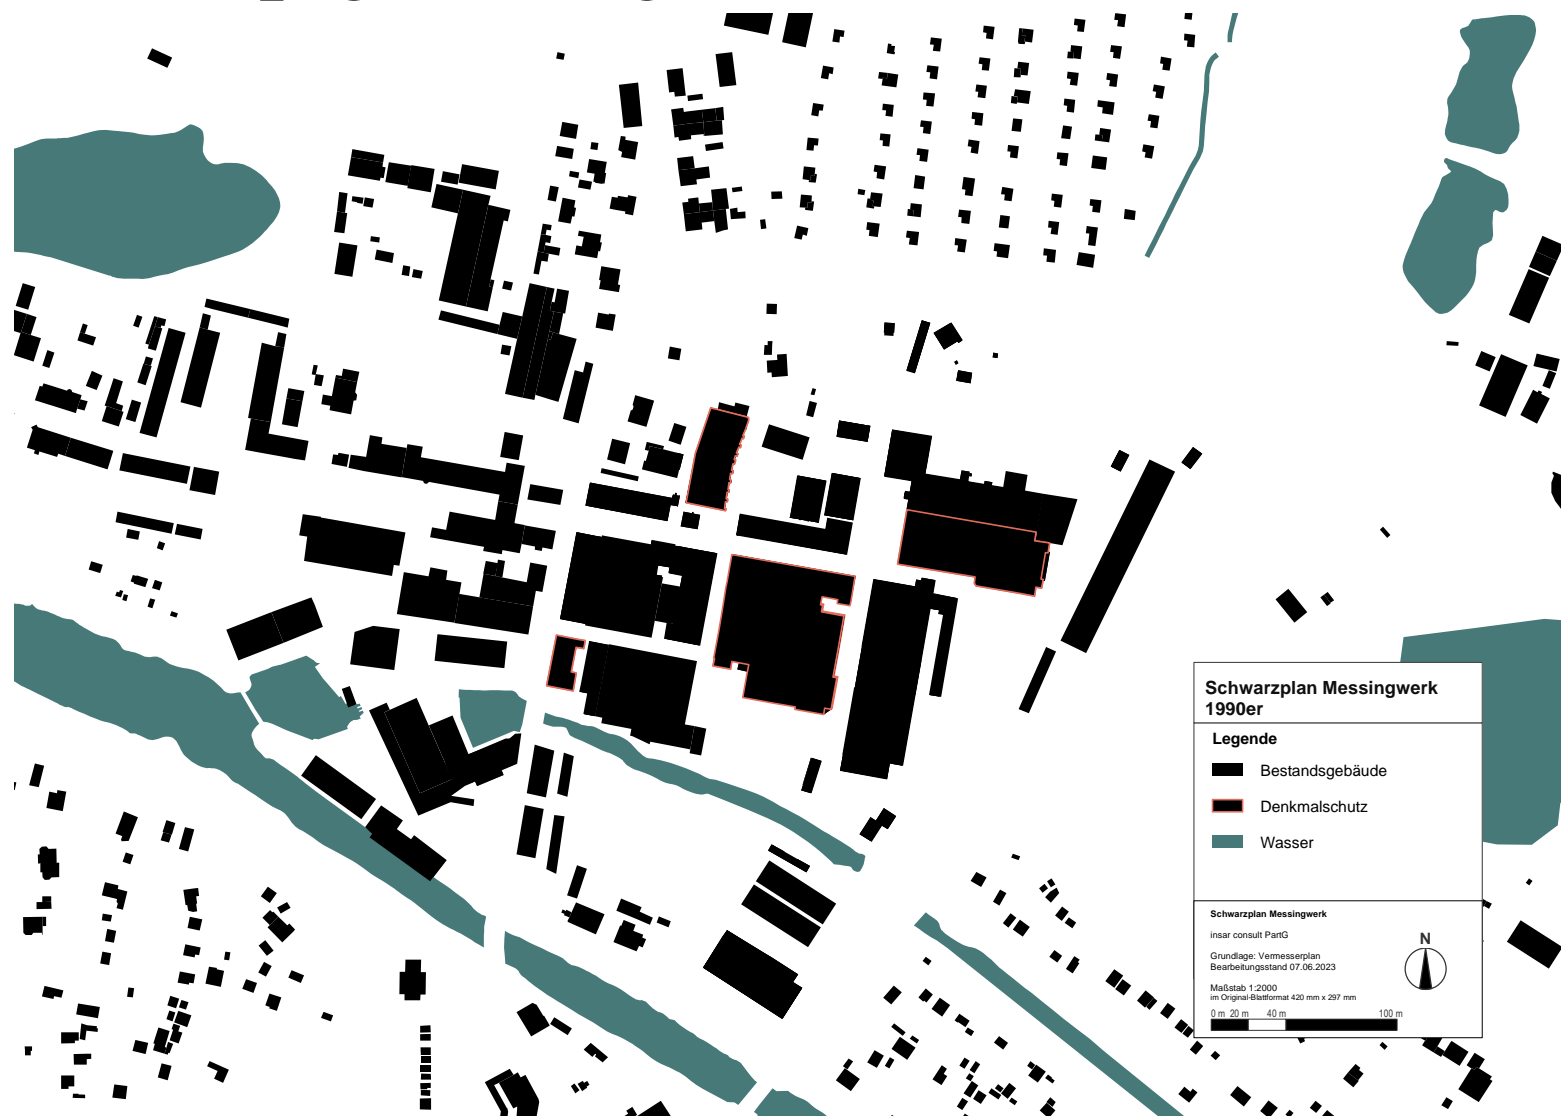 Schwarzplan Messingwerk
1990er
Legende
Bestandsgebäude
Denkmalschutz
Wasser
Schwarzplan Messingwerk
insar consult PartG
Grundlage: Vermesserplan
Bearbeitungsstand 07.06.2023
Maßstab 1:2000
im Original-Blattformat 420 mm x 297 mm
N
0 m 20 m 40 m 100 m